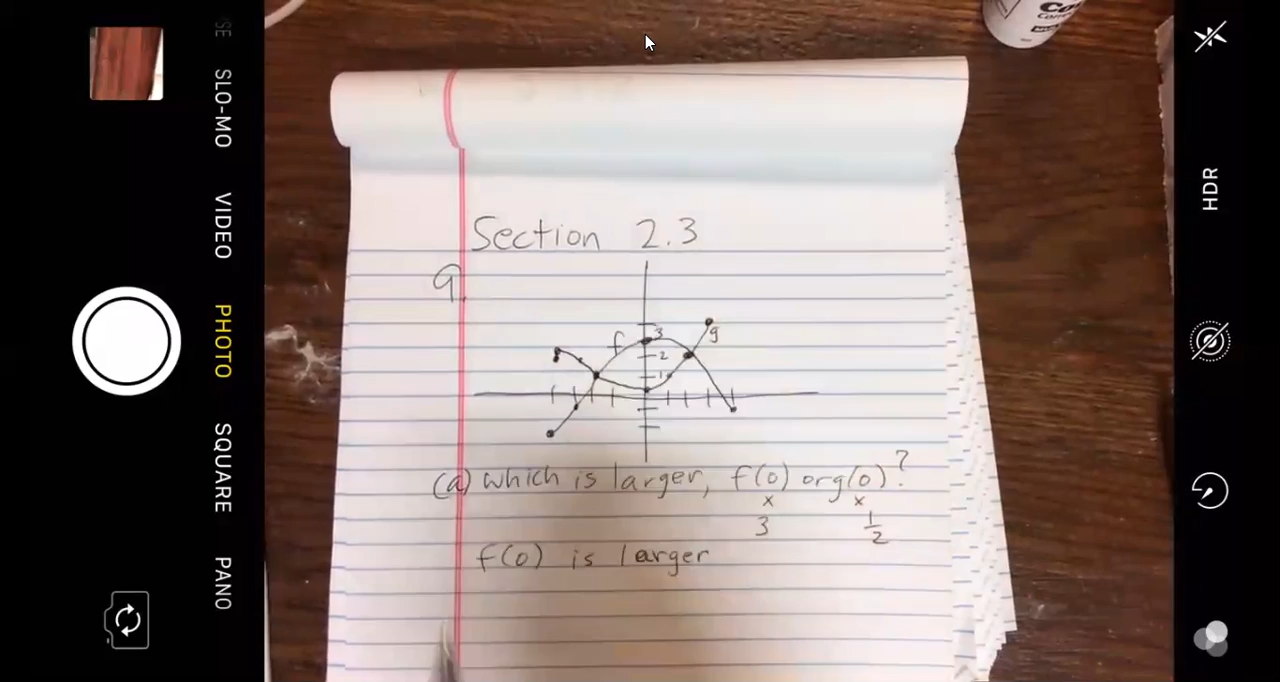 SLO-MO
VIDEO
PHOTO
SQUARE
PANO
HDR
Section 2.3
9.
f
g
3
2
1
(a) which is larger, f(0) or g(0)?
x x
3 1/2
f(0) is larger